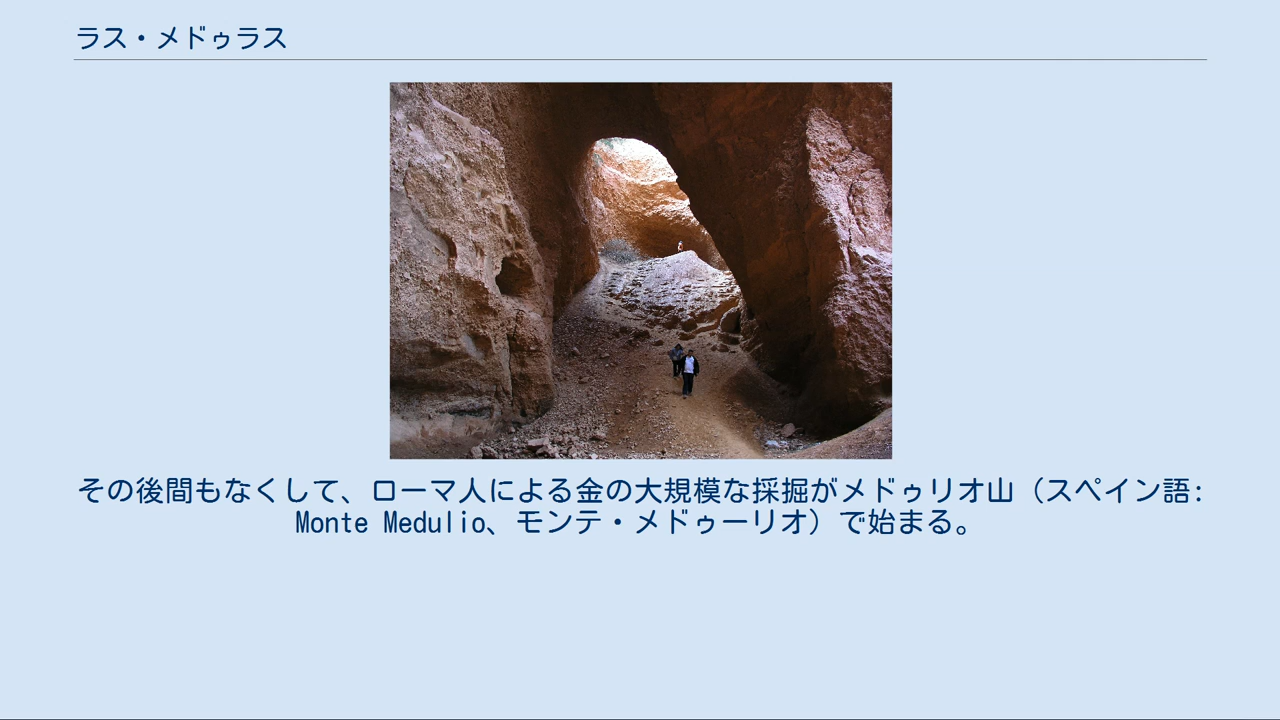 ラス・メドゥラス
その後間もなくして、ローマ人による金の大規模な採掘がメドゥリオ山（スペイン語:
Monte Medulio、モンテ・メドゥーリオ）で始まる。